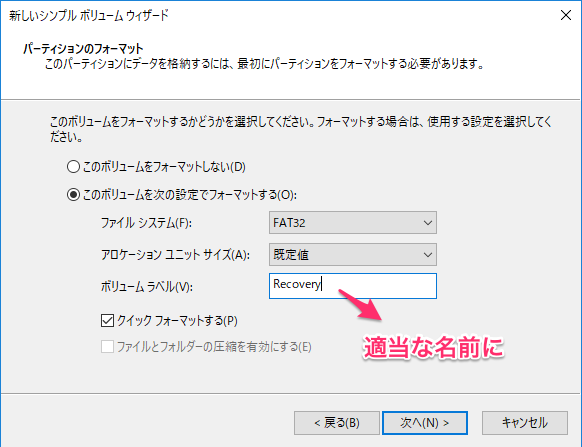 新しいシンプル ボリューム ウィザード
パーティションのフォーマット
このパーティションにデータを格納するには、最初にパーティションをフォーマットする必要があります。
このボリュームをフォーマットするかどうかを選択してください。フォーマットする場合は、使用する設定を選択してく
ださい。
このボリュームをフォーマットしない(D)
このボリュームを次の設定でフォーマットする(O):
ファイル システム(F): FAT32
アロケーション ユニット サイズ(A): 既定値
ボリューム ラベル(V): Recovery
クイック フォーマットする(P)
適当な名前に
ファイルとフォルダーの圧縮を有効にする(E)
< 戻る(B) 次へ(N) > キャンセル